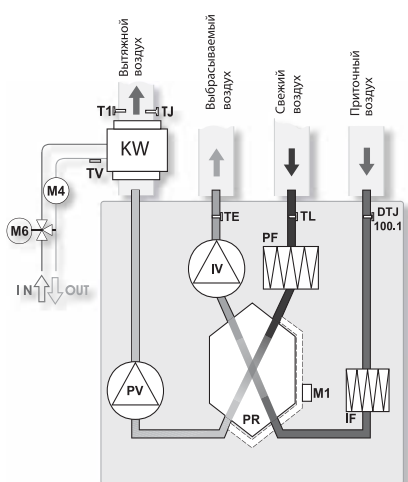 Вытяжной
воздух
Выбрасываемый
воздух
Свежий
воздух
Приточный
воздух
T1
TJ
KW
TV
M4
M6
IN
OUT
TE
TL
DTJ
100.1
PF
IV
PV
M1
PR
IF